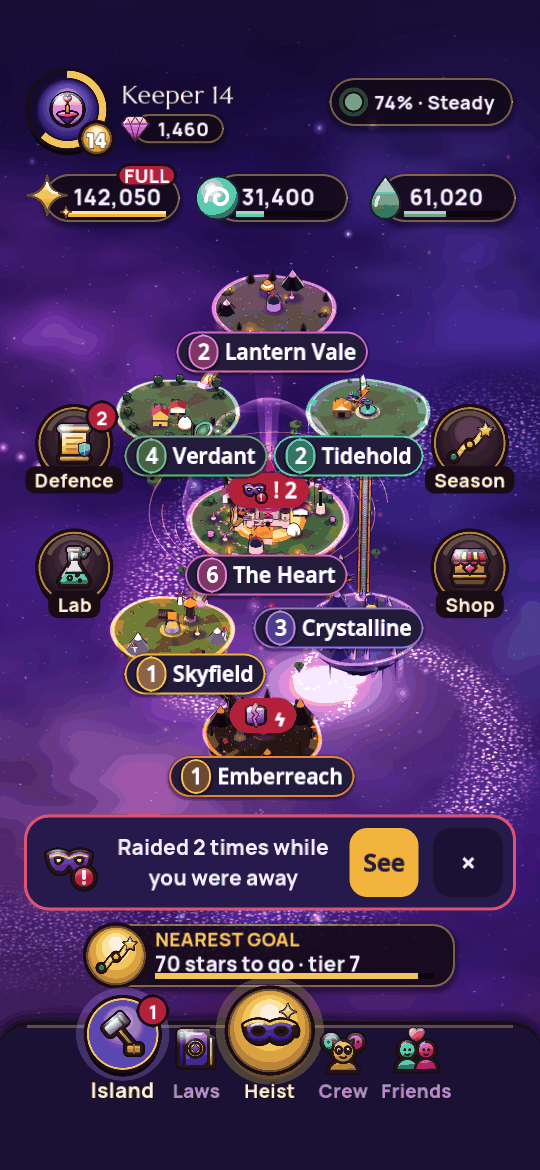 Keeper 14
14
1,460
74% · Steady
FULL
142,050
31,400
61,020
2 Lantern Vale
2
4 Verdant
2 Tidehold
Defence
Season
! 2
6 The Heart
Lab
Shop
3 Crystalline
1 Skyfield
1 Emberreach
Raided 2 times while
you were away
See
×
NEAREST GOAL
70 stars to go · tier 7
1
Island
Laws
Heist
Crew
Friends